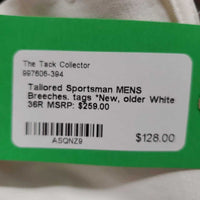 The Tack Collector
997606-394
Tailored Sportsman MENS
Breeches. tags *New, older White
36R MSRP: $259.00
$128.00
ASQNZ9